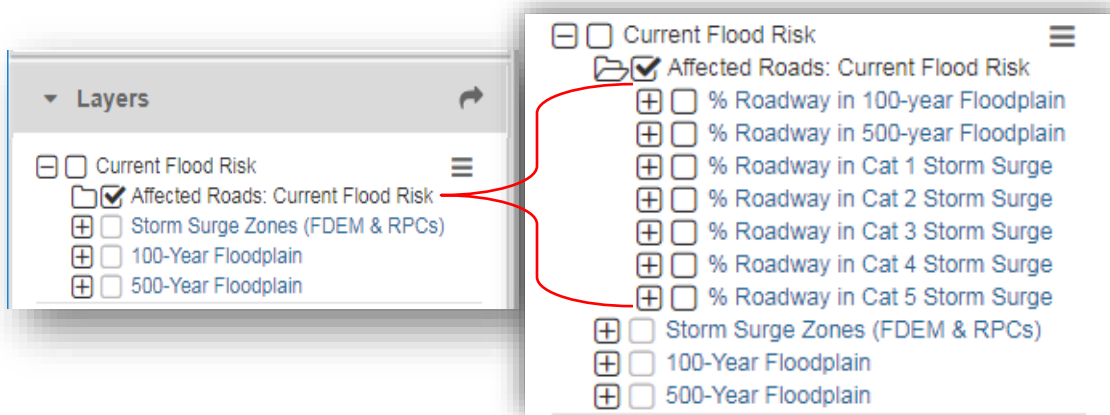 Layers
Current Flood Risk
Affected Roads: Current Flood Risk
Storm Surge Zones (FDEM & RPCs)
100-Year Floodplain
500-Year Floodplain
Current Flood Risk
Affected Roads: Current Flood Risk
% Roadway in 100-year Floodplain
% Roadway in 500-year Floodplain
% Roadway in Cat 1 Storm Surge
% Roadway in Cat 2 Storm Surge
% Roadway in Cat 3 Storm Surge
% Roadway in Cat 4 Storm Surge
% Roadway in Cat 5 Storm Surge
Storm Surge Zones (FDEM & RPCs)
100-Year Floodplain
500-Year Floodplain